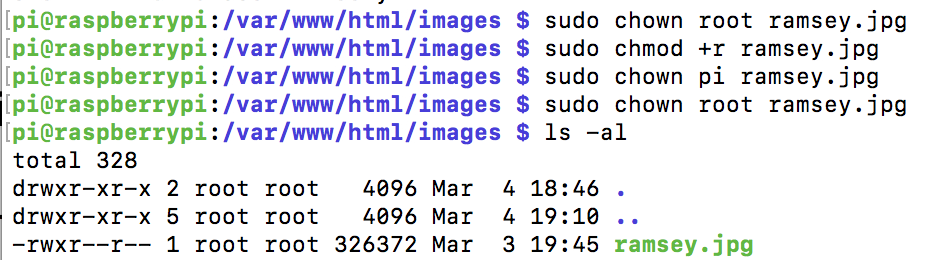 [pi@raspberrypi:/var/www/html/images $ sudo chown root ramsey.jpg
[pi@raspberrypi:/var/www/html/images $ sudo chmod +r ramsey.jpg
[pi@raspberrypi:/var/www/html/images $ sudo chown pi ramsey.jpg
[pi@raspberrypi:/var/www/html/images $ sudo chown root ramsey.jpg
[pi@raspberrypi:/var/www/html/images $ ls -al
total 328
drwxr-xr-x 2 root root   4096 Mar  4 18:46 .
drwxr-xr-x 5 root root   4096 Mar  4 19:10 ..
-rwxr--r-- 1 root root 326372 Mar  3 19:45 ramsey.jpg